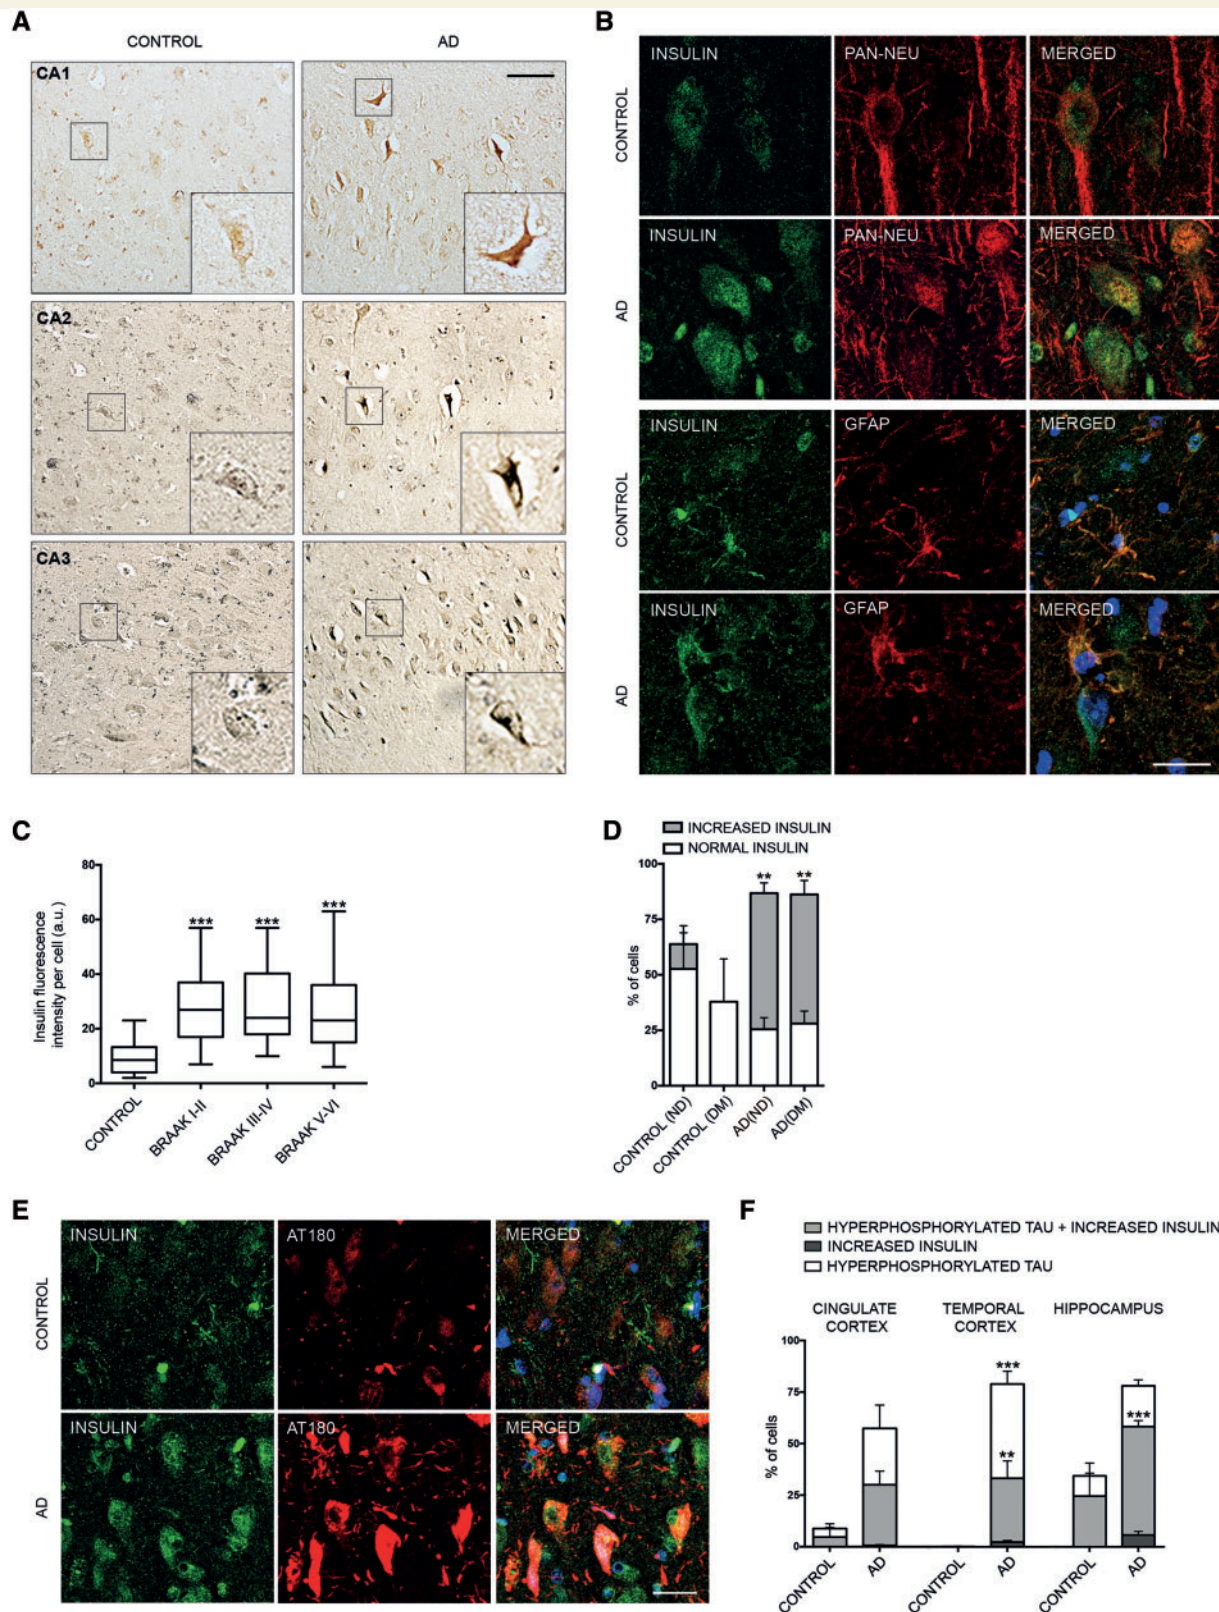 A
CONTROL AD
CA1
CA2
CA3
B
INSULIN PAN-NEU MERGED
CONTROL
INSULIN PAN-NEU MERGED
AD
INSULIN GFAP MERGED
CONTROL
INSULIN GFAP MERGED
AD
C
Insulin fluorescence
intensity per cell (a.u.)
80
60
40
20
0
*** *** ***
CONTROL BRAAK I-II BRAAK III-IV BRAAK V-VI
D
INCREASED INSULIN
NORMAL INSULIN
% of cells
100
75
50
25
0
** **
CONTROL (ND) CONTROL (DM) AD(ND) AD(DM)
E
INSULIN AT180 MERGED
CONTROL
INSULIN AT180 MERGED
AD
F
HYPERPHOSPHORYLATED TAU + INCREASED INSULIN
INCREASED INSULIN
HYPERPHOSPHORYLATED TAU
CINGULATE
CORTEX
TEMPORAL
CORTEX
HIPPOCAMPUS
% of cells
100
75
50
25
0
***
**
***
CONTROL AD CONTROL AD CONTROL AD